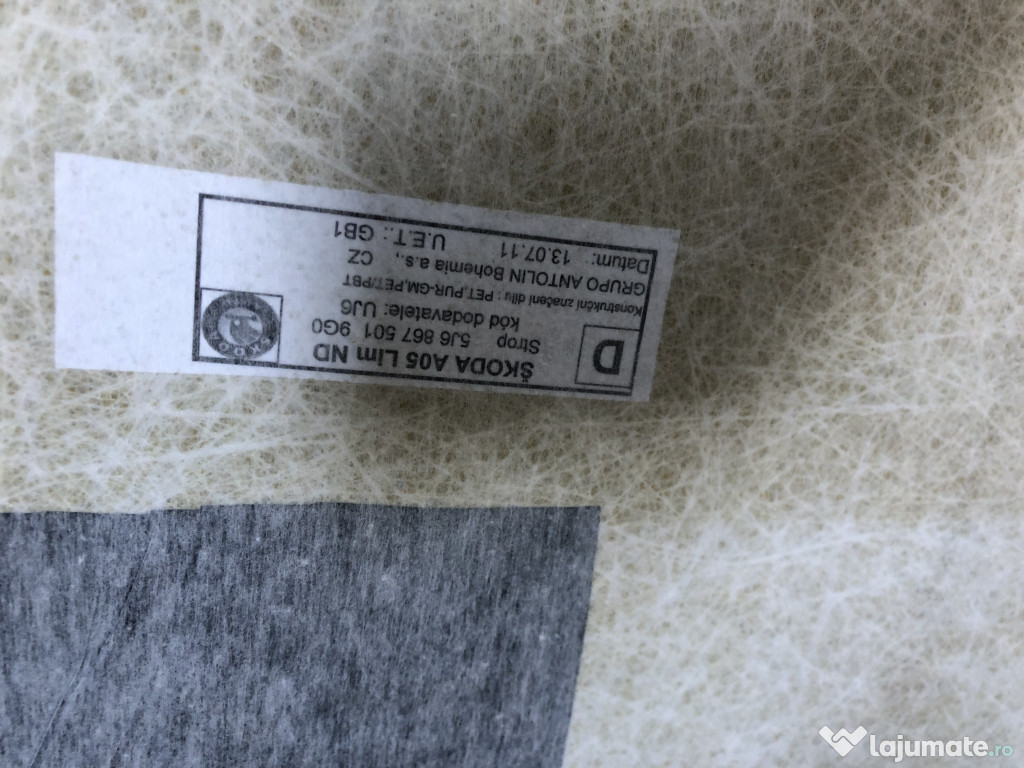 ŠKODA A05 Lim ND
D
Strop 5J6 867 501 9G0
kód dodavatele: UJ6
Konstrukční značení dílu : PET,PUR-GM,PET/PBT
GRUPO ANTOLIN Bohemia a.s., CZ
Datum: 13.07.11 U.E.T.: GB1
lajumate.ro